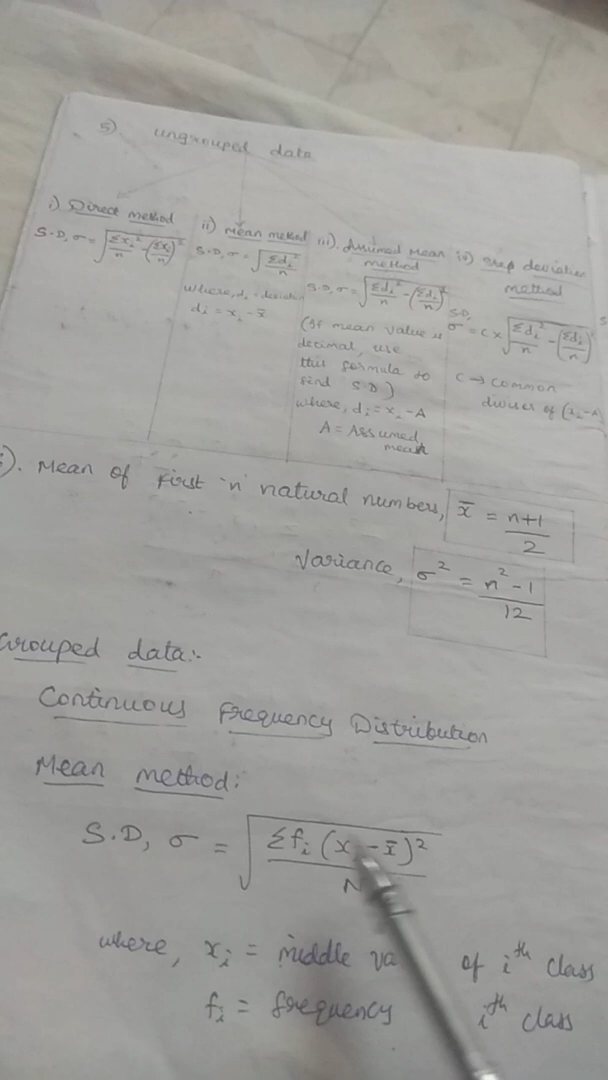 5) ungrouped data
i) Direct method
S.D, σ = √(Σxᵢ²/n − (Σxᵢ/n)²)
ii) mean method
S.D, σ = √(Σdᵢ²/n)
where, dᵢ = deviation
dᵢ = xᵢ − x̄
iii). Assumed mean
method
S.D, σ = √(Σdᵢ²/n − (Σdᵢ/n)²)
(If mean value is
decimal, use
this formula to
find S.D)
where, dᵢ = xᵢ − A
A = Assumed
mean
iv) Step deviation
method
S.D,
σ = c × √(Σdᵢ²/n − (Σdᵢ/n)²)
c → common
of (xᵢ−A)
). Mean of first 'n' natural numbers, x̄ = (n+1)/2
Variance, σ² = (n²−1)/12
Grouped data:-
Continuous Frequency Distribution
Mean method:
S.D, σ = √(Σfᵢ (x − x̄)²/N)
where, xᵢ = middle va of iᵗʰ class
fᵢ = frequency iᵗʰ class